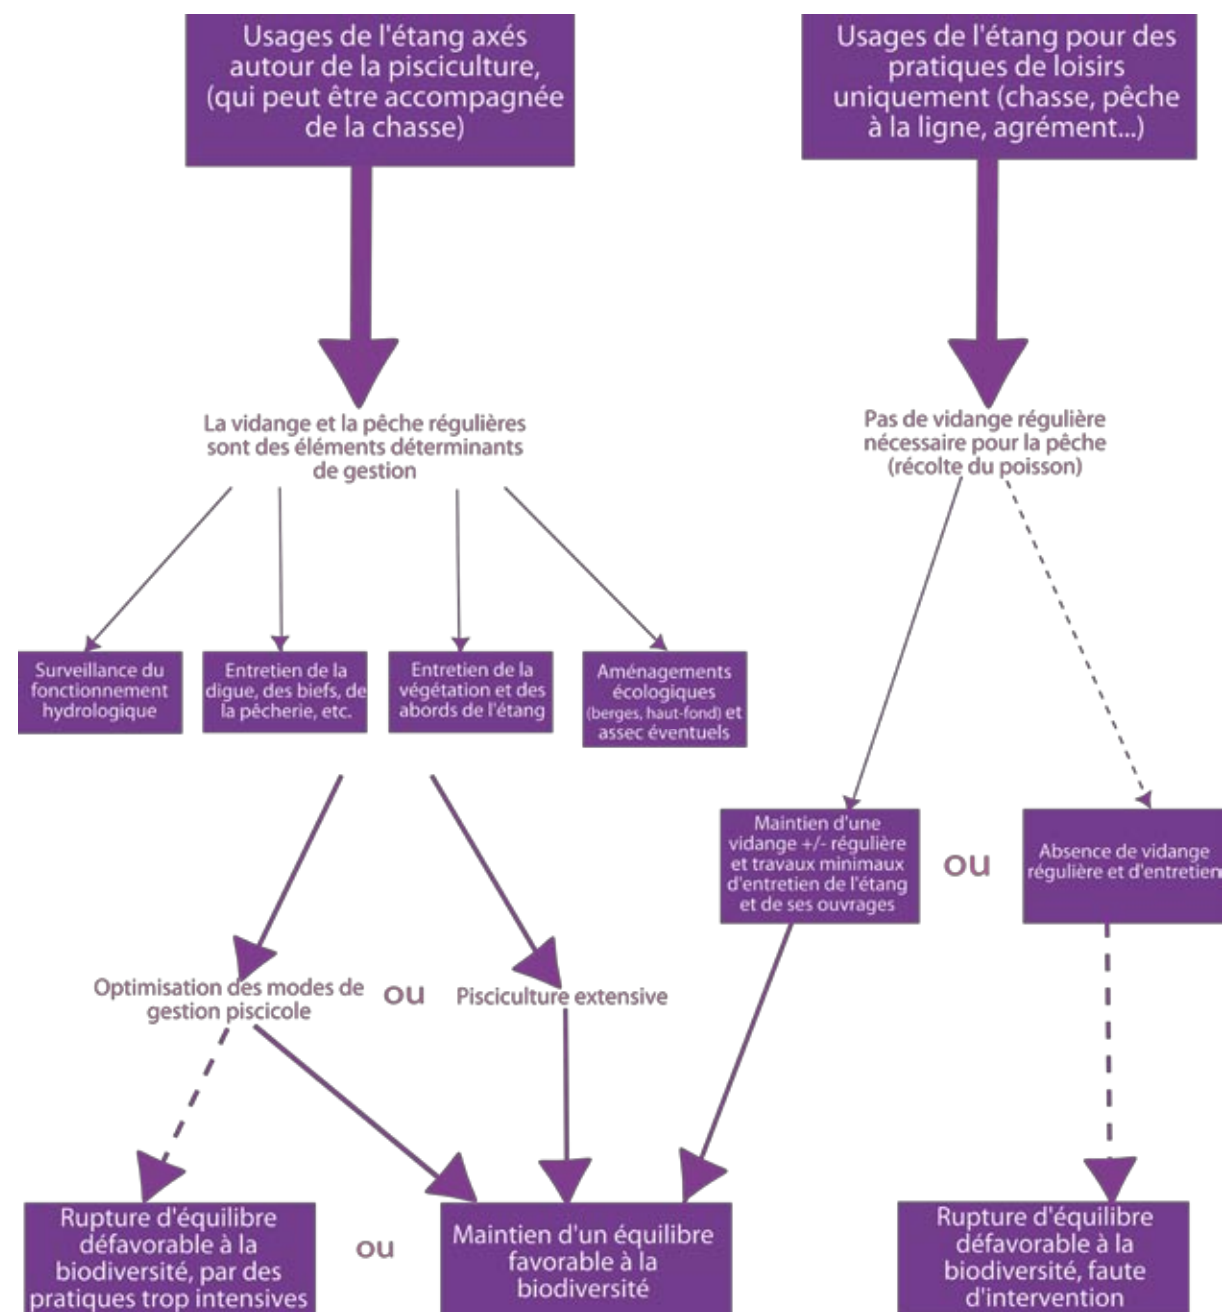 Usages de l'étang axés
autour de la pisciculture,
(qui peut être accompagnée
de la chasse)
Usages de l'étang pour des
pratiques de loisirs
uniquement (chasse, pêche
à la ligne, agrément...)
La vidange et la pêche régulières
sont des éléments déterminants
de gestion
Pas de vidange régulière
nécessaire pour la pêche
(récolte du poisson)
Surveillance du
fonctionnement
hydrologique
Entretien de la
digue, des biefs, de
la pêcherie, etc.
Entretien de la
végétation et des
abords de l'étang
Aménagements
écologiques
(berges, haut-fond) et
assec éventuels
Maintien d'une
vidange +/- régulière
et travaux minimaux
d'entretien de l'étang
et de ses ouvrages
ou
Absence de vidange
régulière et d'entretien
Optimisation des modes de
gestion piscicole
ou
Pisciculture extensive
Rupture d'équilibre
défavorable à la
biodiversité, par des
pratiques trop intensives
ou
Maintien d'un équilibre
favorable à la
biodiversité
Rupture d'équilibre
défavorable à la
biodiversité, faute
d'intervention